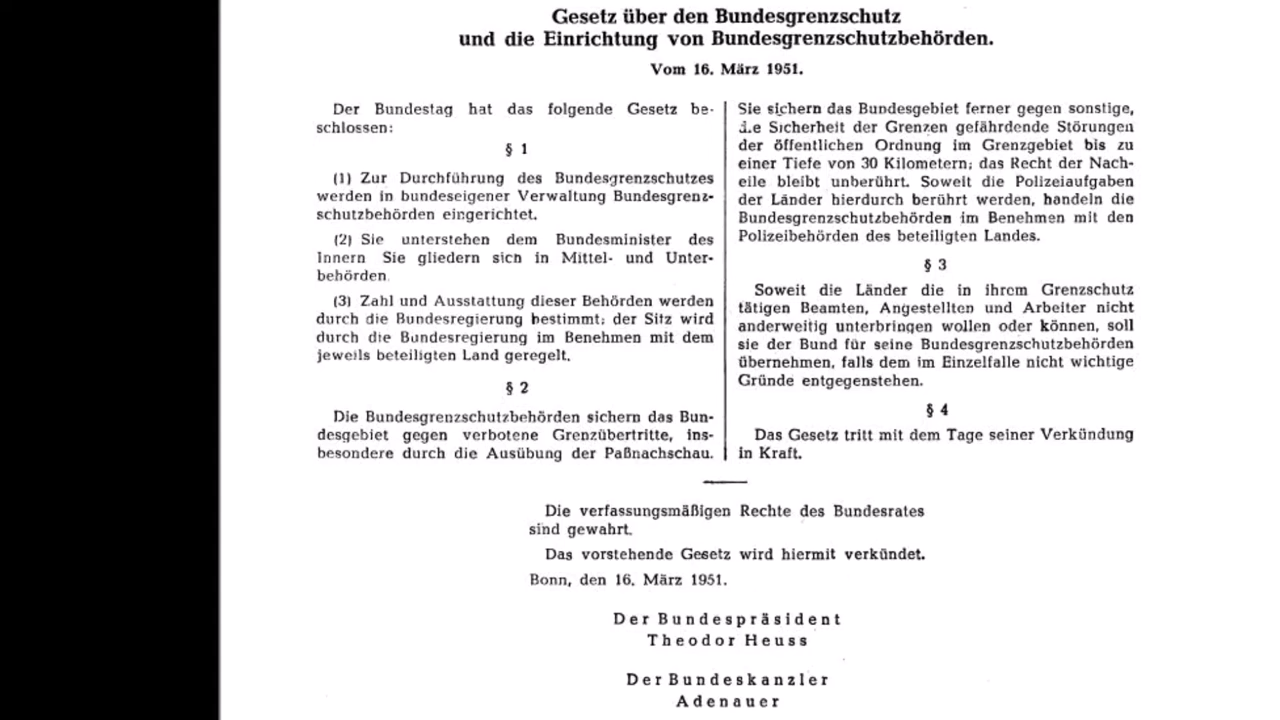 Gesetz über den Bundesgrenzschutz
und die Einrichtung von Bundesgrenzschutzbehörden.
Vom 16. März 1951.
Der Bundestag hat das folgende Gesetz be-
schlossen:
§ 1
(1) Zur Durchführung des Bundesgrenzschutzes
werden in bundeseigener Verwaltung Bundesgrenz-
schutzbehörden eingerichtet.
(2) Sie unterstehen dem Bundesminister des
Innern Sie gliedern sich in Mittel- und Unter-
behörden.
(3) Zahl und Ausstattung dieser Behörden werden
durch die Bundesregierung bestimmt; der Sitz wird
durch die Bundesregierung im Benehmen mit dem
jeweils beteiligten Land geregelt.
§ 2
Die Bundesgrenzschutzbehörden sichern das Bun-
desgebiet gegen verbotene Grenzübertritte, ins-
besondere durch die Ausübung der Paßnachschau.
Sie sichern das Bundesgebiet ferner gegen sonstige,
die Sicherheit der Grenzen gefährdende Störungen
der öffentlichen Ordnung im Grenzgebiet bis zu
einer Tiefe von 30 Kilometern; das Recht der Nach-
eile bleibt unberührt. Soweit die Polizeiaufgaben
der Länder hierdurch berührt werden, handeln die
Bundesgrenzschutzbehörden im Benehmen mit den
Polizeibehörden des beteiligten Landes.
§ 3
Soweit die Länder die in ihrem Grenzschutz
tätigen Beamten, Angestellten und Arbeiter nicht
anderweitig unterbringen wollen oder können, soll
sie der Bund für seine Bundesgrenzschutzbehörden
übernehmen, falls dem im Einzelfalle nicht wichtige
Gründe entgegenstehen.
§ 4
Das Gesetz tritt mit dem Tage seiner Verkündung
in Kraft.
Die verfassungsmäßigen Rechte des Bundesrates
sind gewahrt.
Das vorstehende Gesetz wird hiermit verkündet.
Bonn, den 16. März 1951.
Der Bundespräsident
Theodor Heuss
Der Bundeskanzler
Adenauer